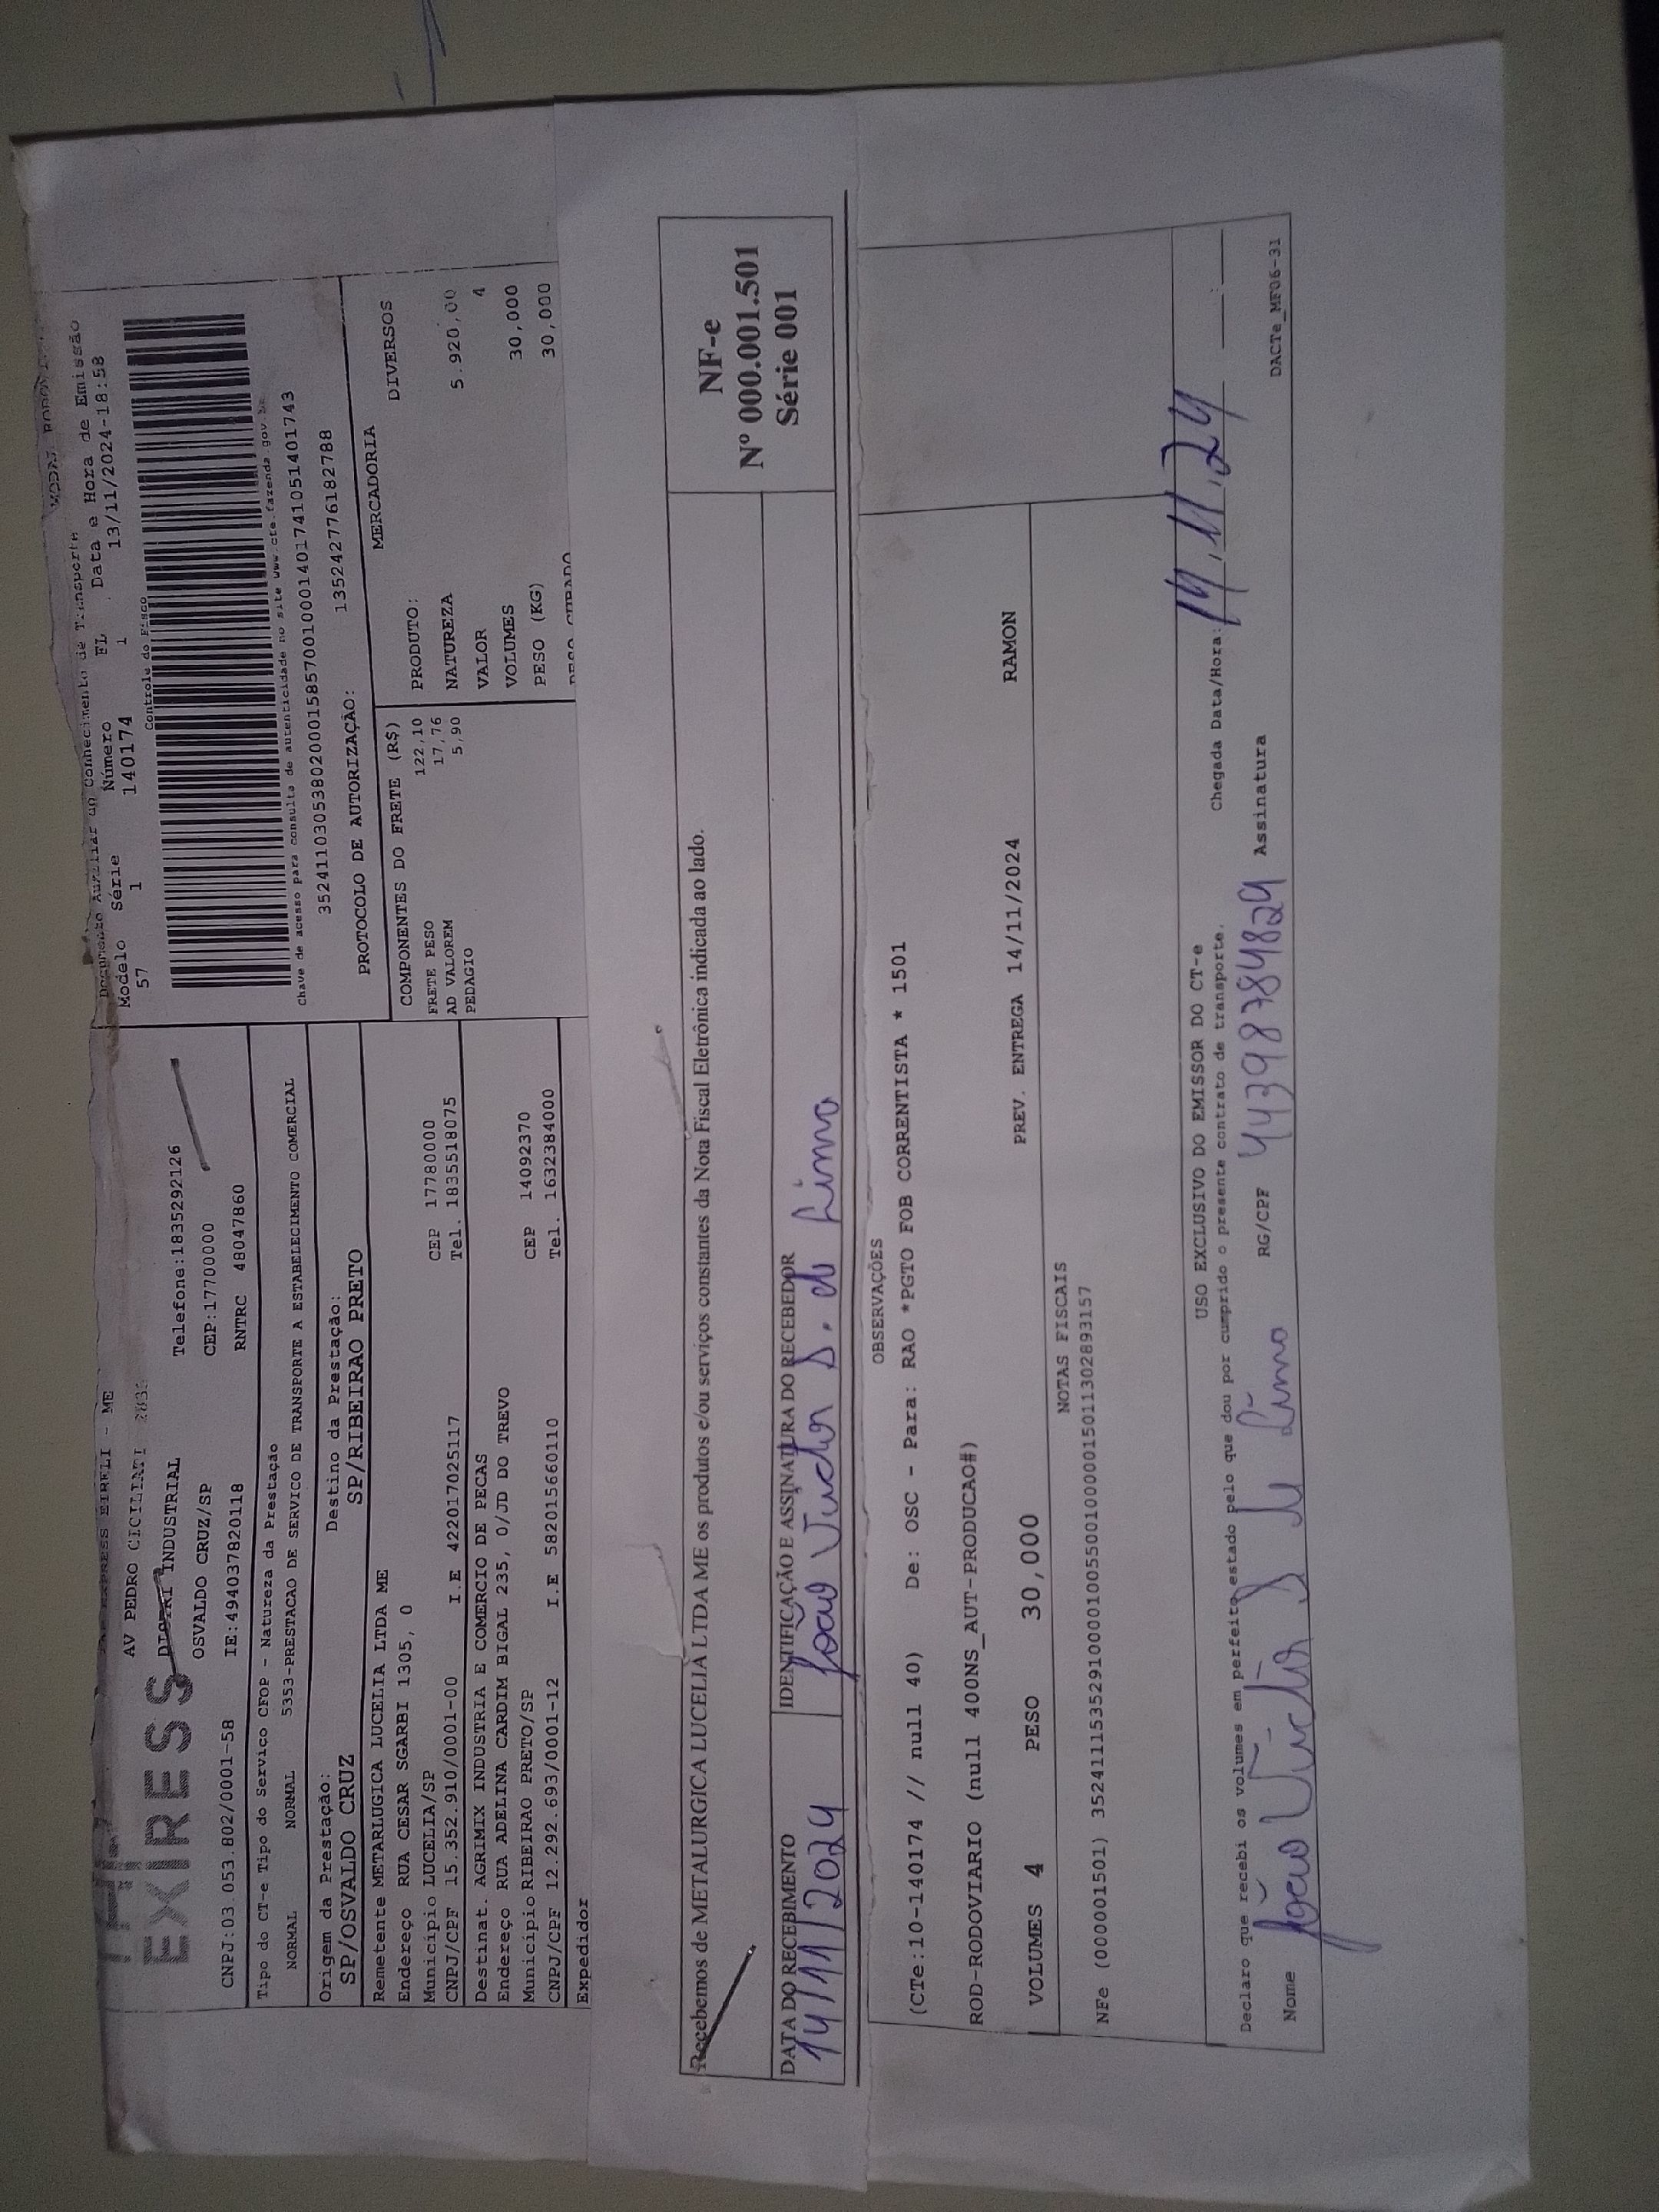 EIRELI - ME
EXPRESS
AV PEDRO CICILIATI
INDUSTRIAL
Telefone:1835292126
OSVALDO CRUZ/SP
CEP:17700000
CNPJ:03.053.802/0001-58
IE:494037820118
RNTRC 48047860
Documento Auxiliar do Conhecimento de Transporte
Modelo Série Número FL Data e Hora de Emissão
57 1 140174 1 13/11/2024-18:58
Controle do Fisco
Chave de acesso para consulta de autenticidade no site www.cte.fazenda.gov.br
35241103053802000158570010001401741051401743
PROTOCOLO DE AUTORIZAÇÃO: 135242776182788
Tipo do CT-e Tipo do Serviço CFOP - Natureza da Prestação
NORMAL NORMAL 5353-PRESTACAO DE SERVICO DE TRANSPORTE A ESTABELECIMENTO COMERCIAL
Origem da Prestação: Destino da Prestação:
SP/OSVALDO CRUZ SP/RIBEIRAO PRETO
Remetente METARLUGICA LUCELIA LTDA ME
Endereço RUA CESAR SGARBI 1305, 0
Município LUCELIA/SP CEP 17780000
CNPJ/CPF 15.352.910/0001-00 I.E 422017025117 Tel. 1835518075
Destinat. AGRIMIX INDUSTRIA E COMERCIO DE PECAS
Endereço RUA ADELINA CARDIM BIGAL 235, 0/JD DO TREVO
Município RIBEIRAO PRETO/SP CEP 14092370
CNPJ/CPF 12.292.693/0001-12 I.E 582015660110 Tel. 1632384000
Expedidor
COMPONENTES DO FRETE (R$)
FRETE PESO 122,10
AD VALOREM 17,76
PEDAGIO 5,90
MERCADORIA
PRODUTO: DIVERSOS
NATUREZA
VALOR 5.920,00
VOLUMES 4
PESO (KG) 30,000
30,000
Recebemos de METALURGICA LUCELIA LTDA ME os produtos e/ou serviços constantes da Nota Fiscal Eletrônica indicada ao lado.
NF-e
Nº 000.001.501
Série 001
DATA DO RECEBIMENTO IDENTIFICAÇÃO E ASSINATURA DO RECEBEDOR
14/11/2024 João Victor S. de Lima
OBSERVAÇÕES
(CTe:10-140174 // null 40) De: OSC - Para: RAO *PGTO FOB CORRENTISTA * 1501
ROD-RODOVIARIO (null 400NS_AUT-PRODUCAO#)
VOLUMES 4 PESO 30,000 PREV. ENTREGA 14/11/2024 RAMON
NOTAS FISCAIS
NFe (000001501) 35241115352910000100550010000015011302893157
USO EXCLUSIVO DO EMISSOR DO CT-e
Declaro que recebi os volumes em perfeito estado pelo que dou por cumprido o presente contrato de transporte. Chegada Data/Hora: 14.11.24
Nome João Victor S de Lima RG/CPF 44398784829 Assinatura
DACTe_MF06-31